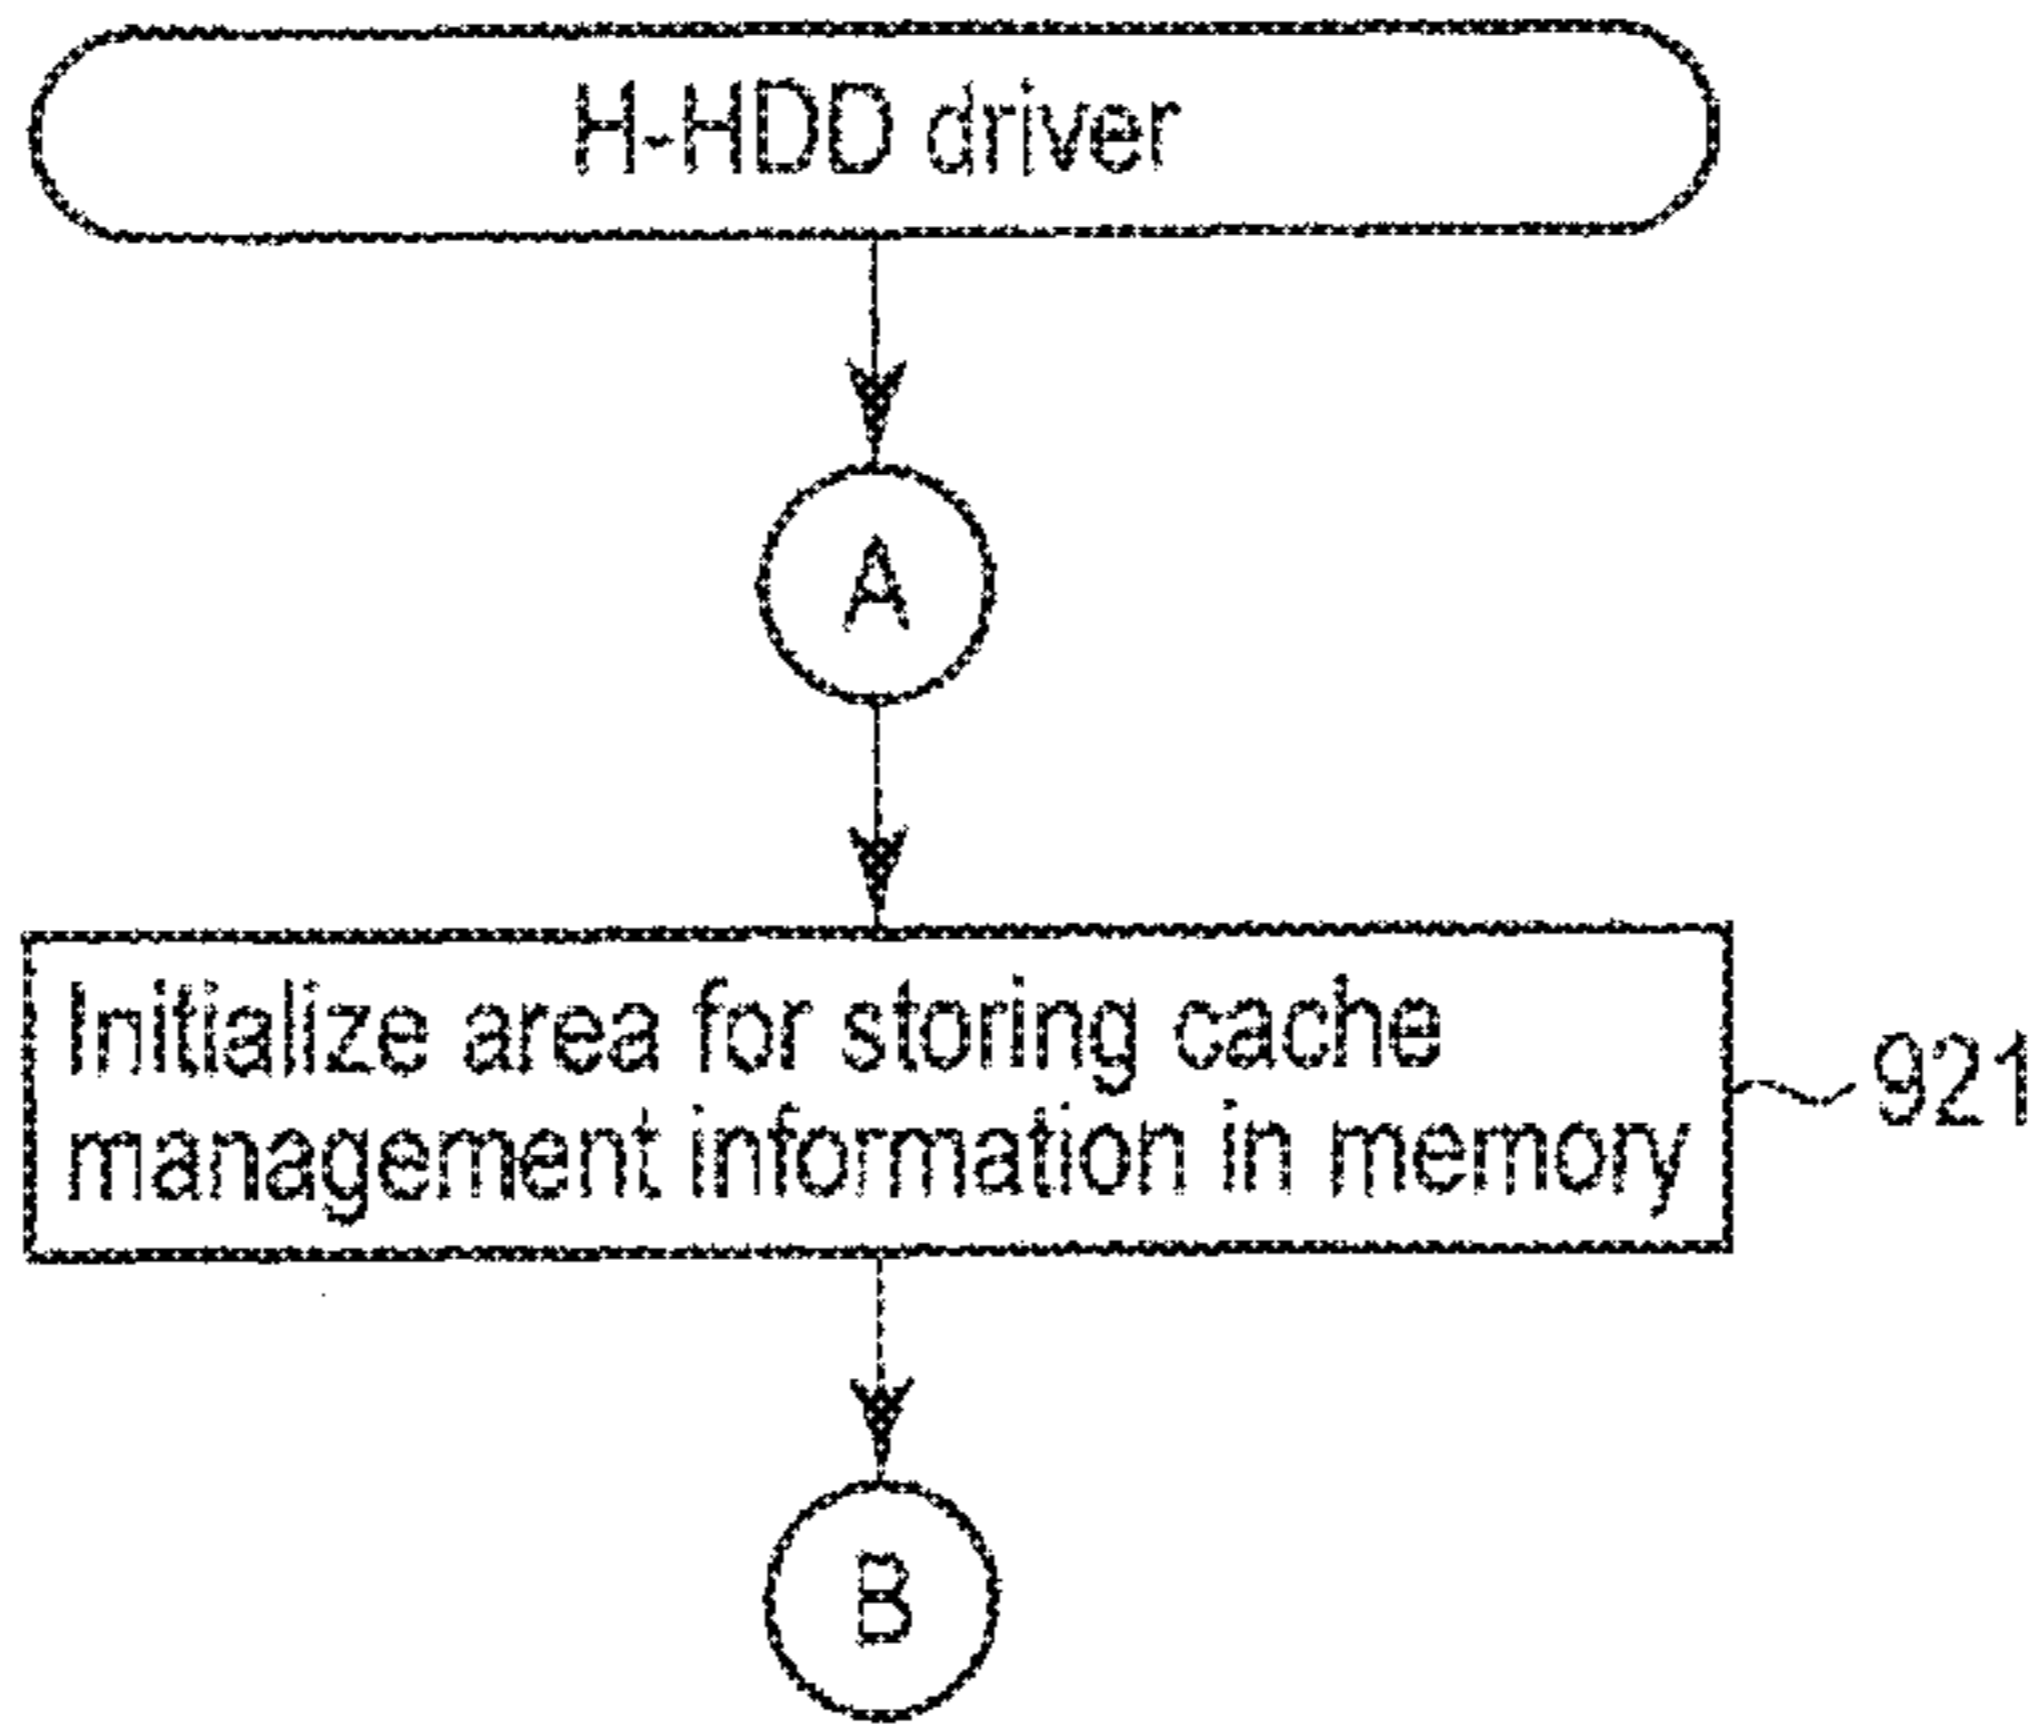 H-HDD driver
A
Initialize area for storing cache
management information in memory
921
B